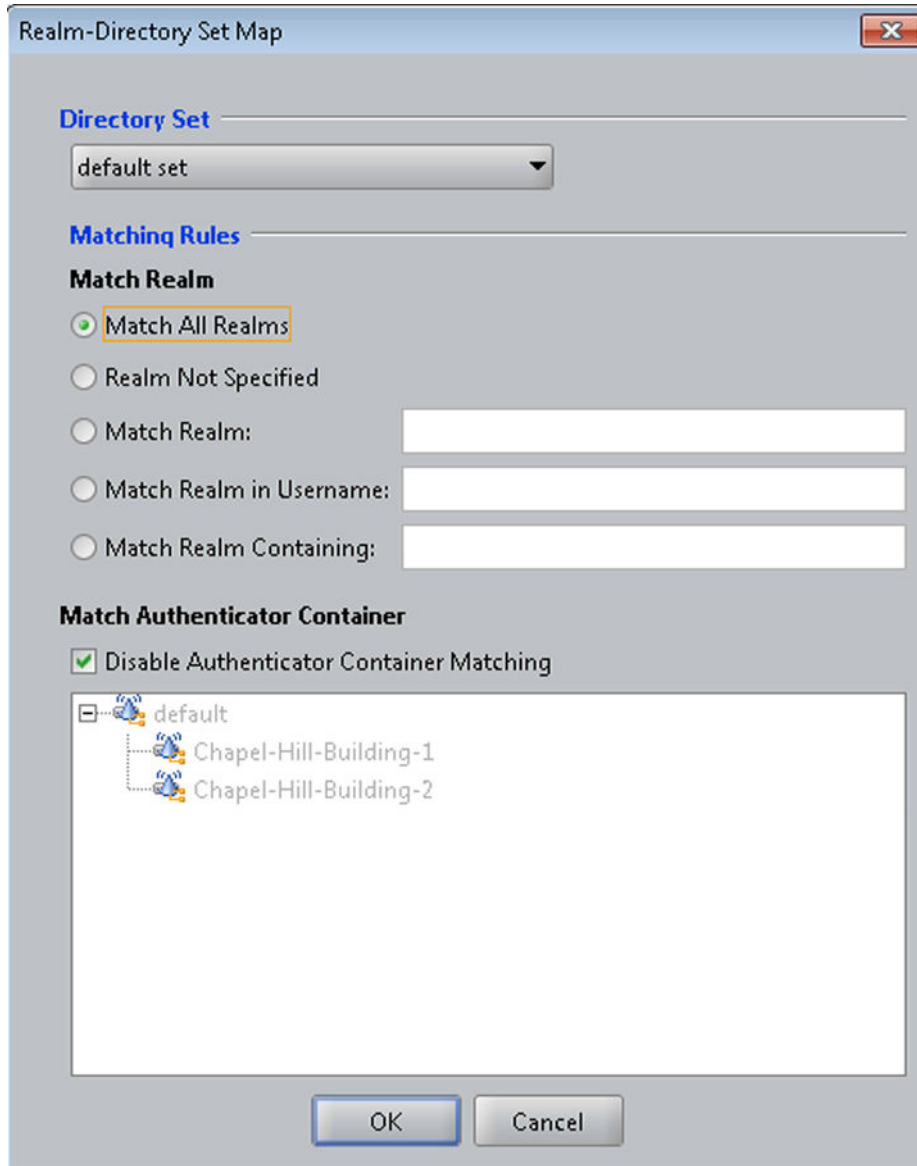 Realm-Directory Set Map
Directory Set
default set
Matching Rules
Match Realm
Match All Realms
Realm Not Specified
Match Realm:
Match Realm in Username:
Match Realm Containing:
Match Authenticator Container
Disable Authenticator Container Matching
default
Chapel-Hill-Building-1
Chapel-Hill-Building-2
OK Cancel